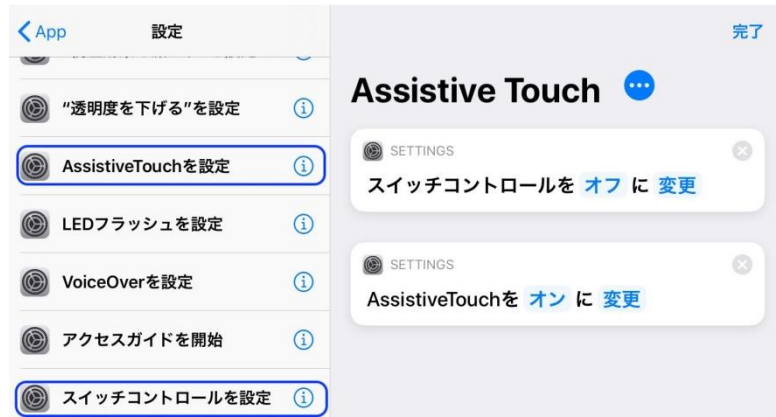 App
設定
“透明度を下げる”を設定
AssistiveTouchを設定
LEDフラッシュを設定
VoiceOverを設定
アクセスガイドを開始
スイッチコントロールを設定
完了
Assistive Touch
SETTINGS
スイッチコントロールを オフ に 変更
SETTINGS
AssistiveTouchを オン に 変更